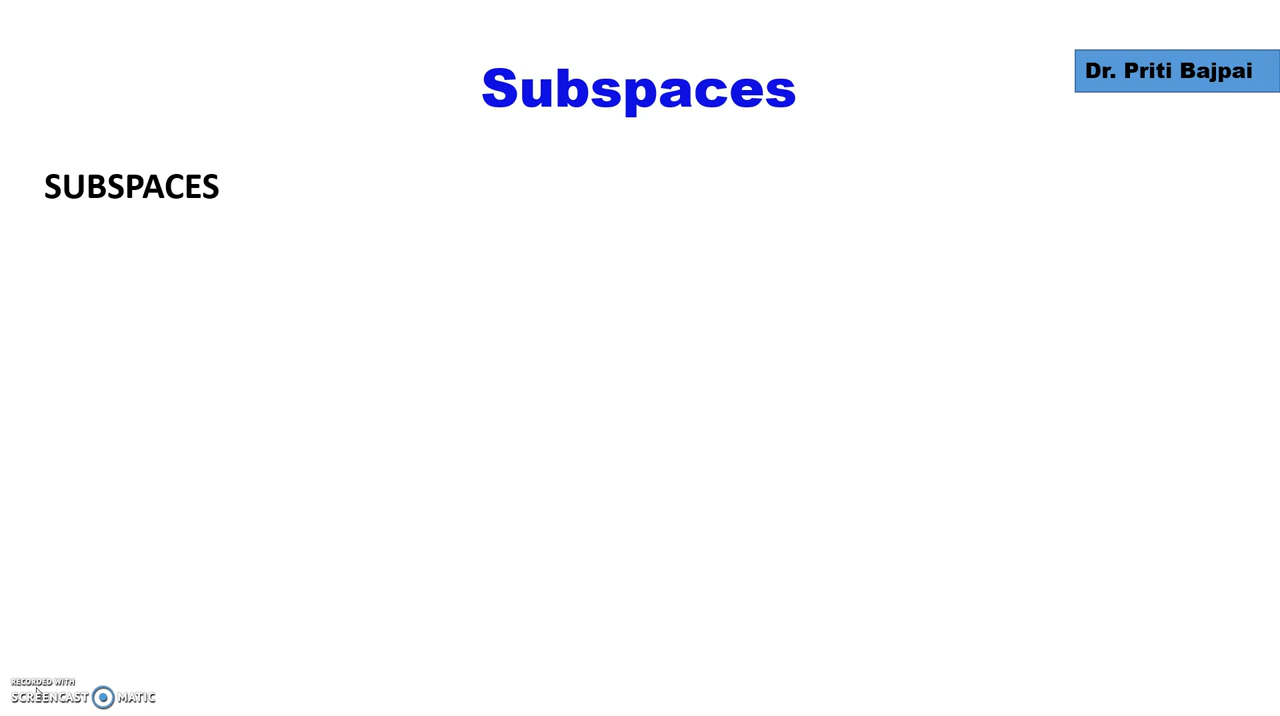 Subspaces
Dr. Priti Bajpai
SUBSPACES
RECORDED WITH
SCREENCAST MATIC